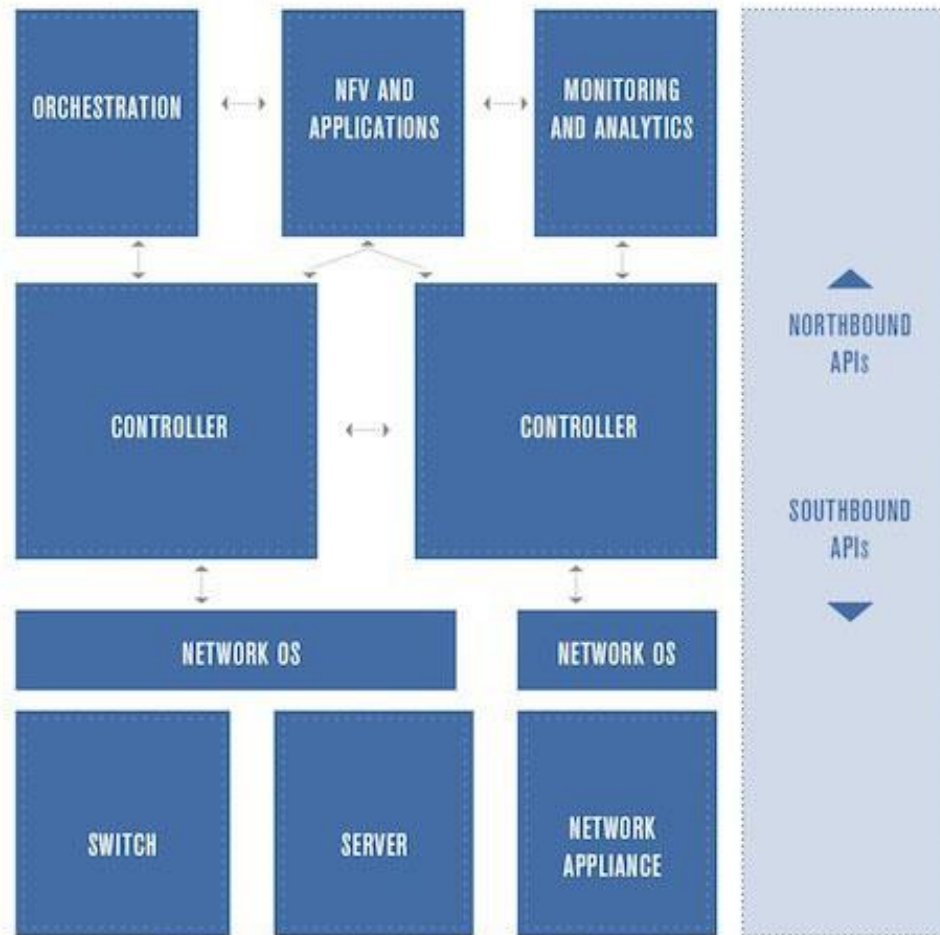 ORCHESTRATION
NFV AND
APPLICATIONS
MONITORING
AND ANALYTICS
CONTROLLER
CONTROLLER
NORTHBOUND
APIs
SOUTHBOUND
APIs
NETWORK OS
NETWORK OS
SWITCH
SERVER
NETWORK
APPLIANCE